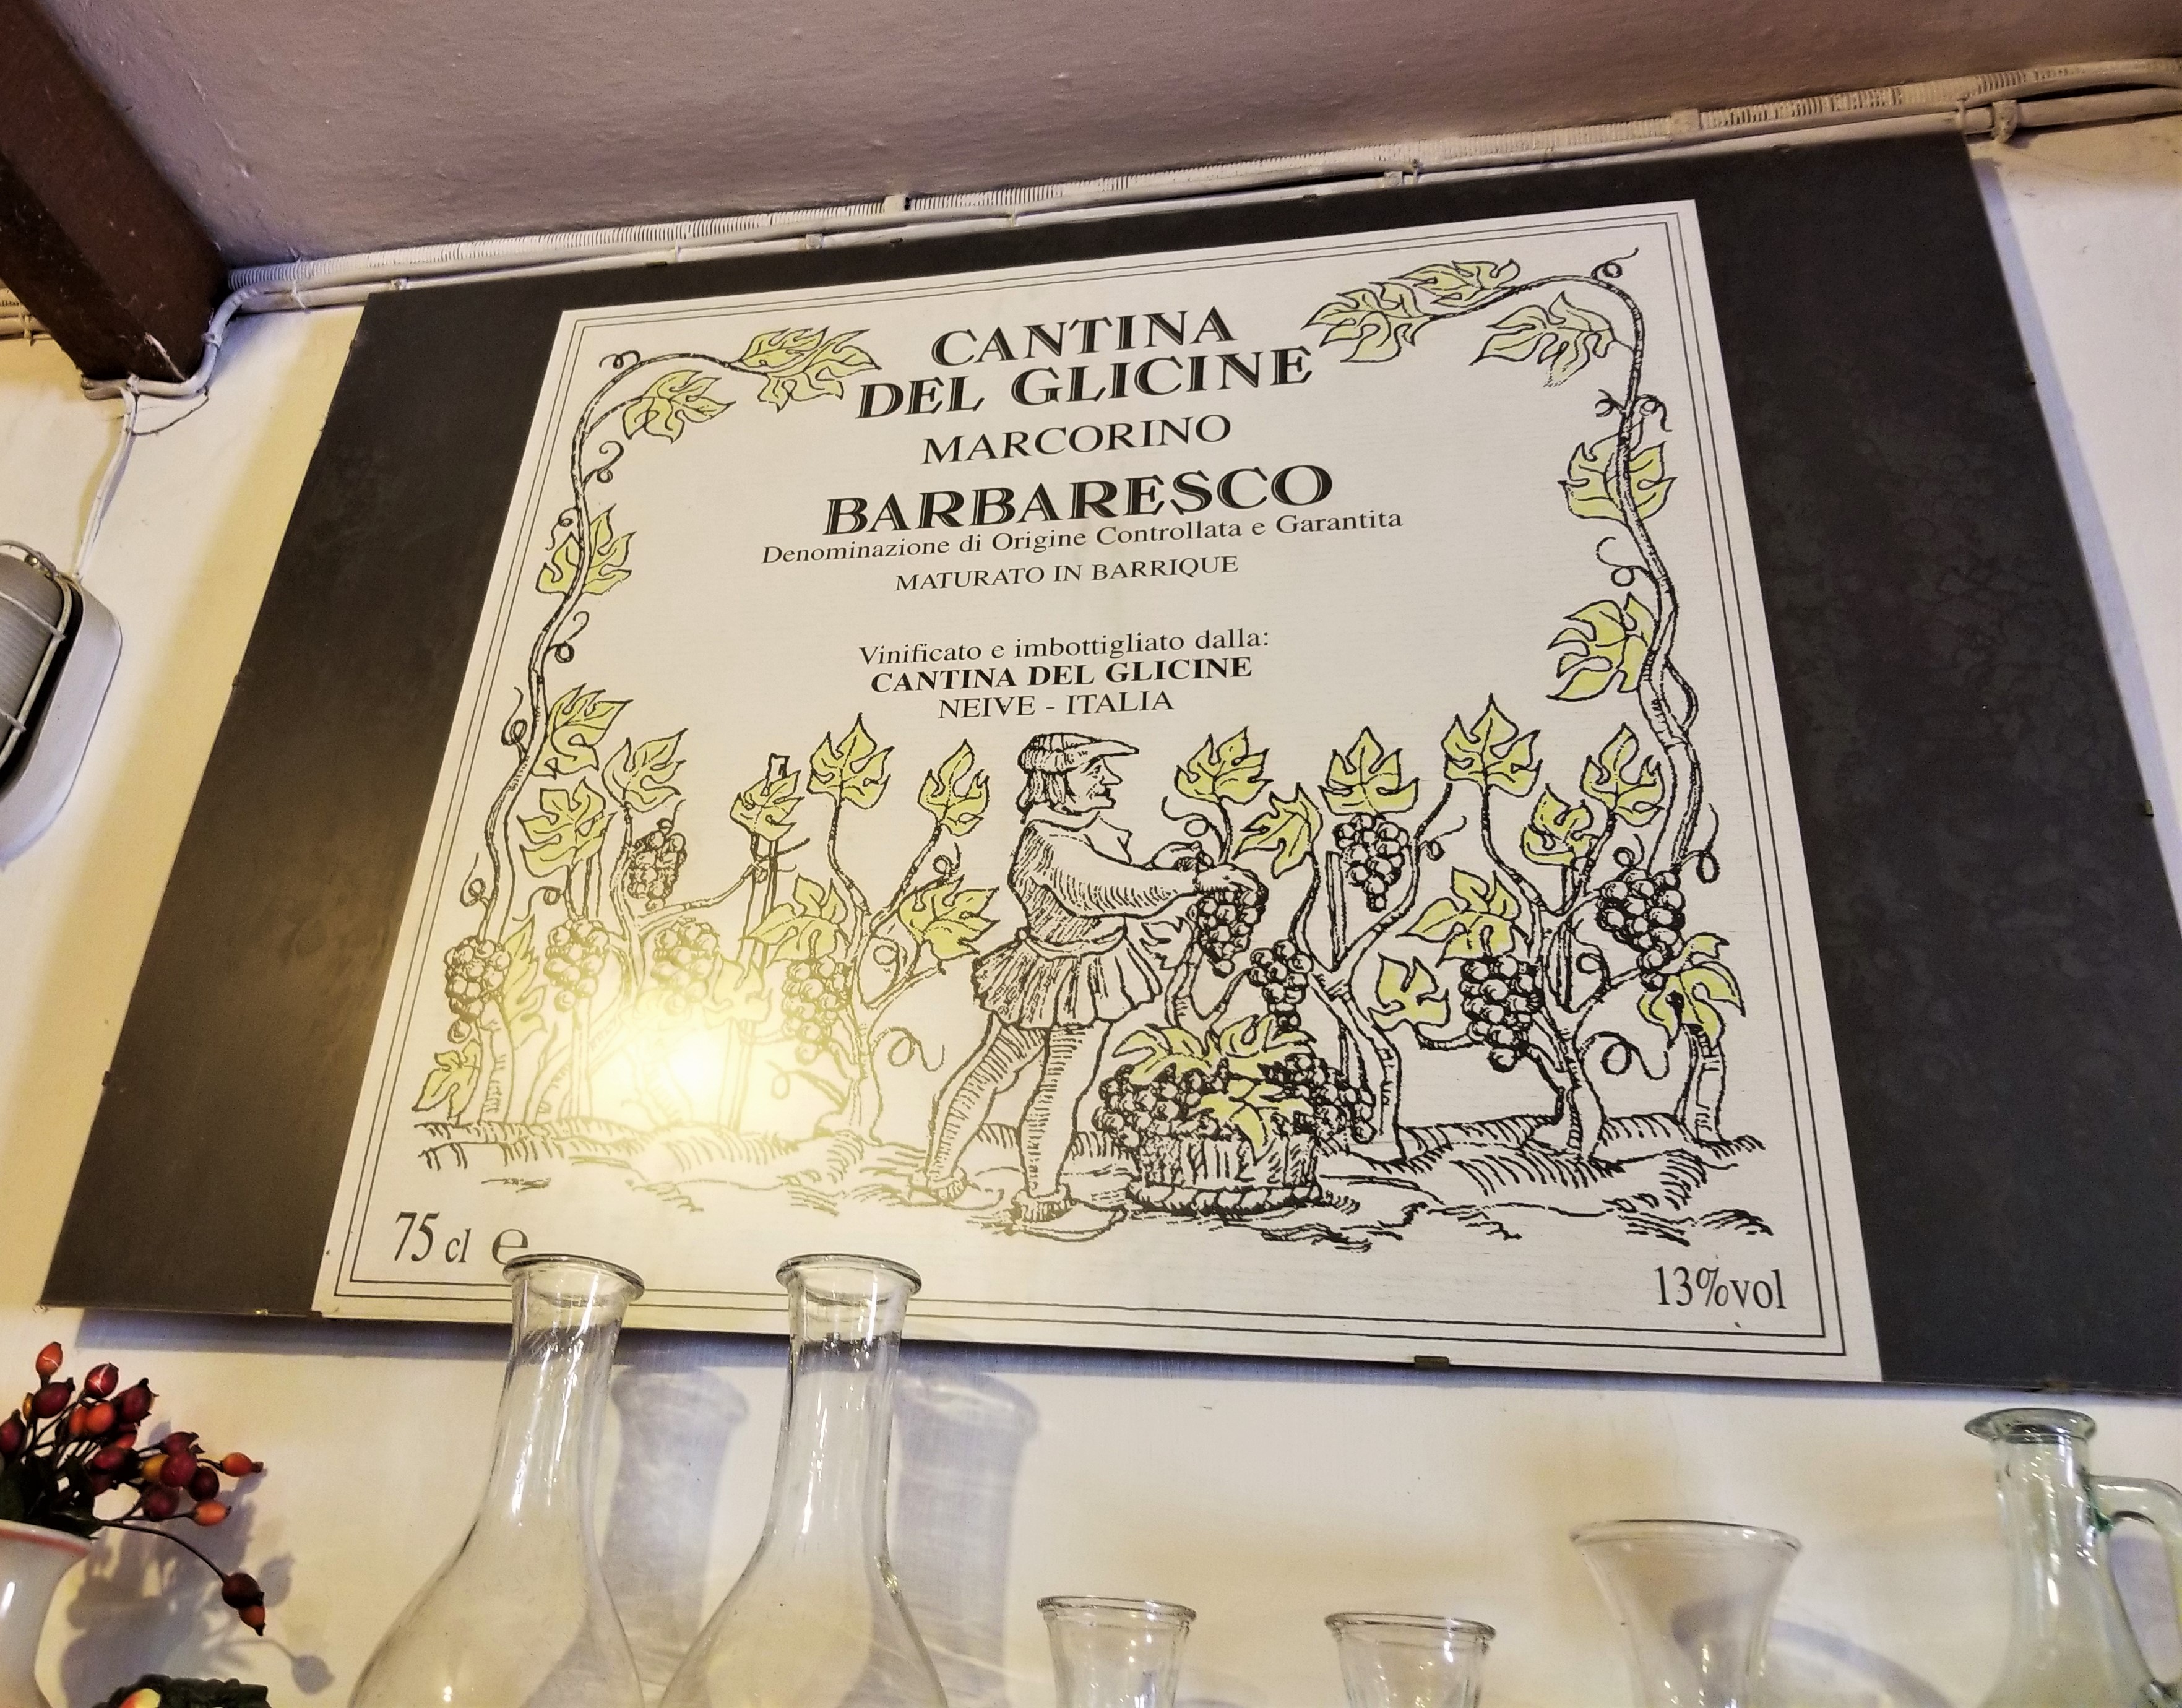 CANTINA
DEL GLICINE
MARCORINO
BARBARESCO
Denominazione di Origine Controllata e Garantita
MATURATO IN BARRIQUE
Vinificato e imbottigliato dalla:
CANTINA DEL GLICINE
NEIVE - ITALIA
75 cl e
13%vol